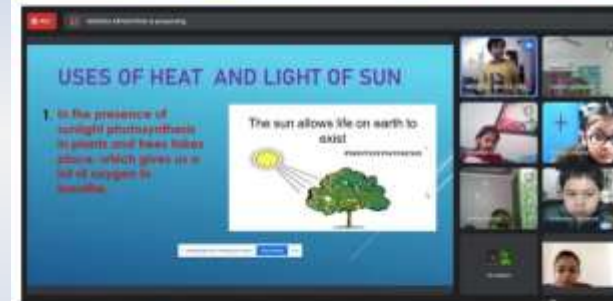 USES OF HEAT AND LIGHT OF SUN
1. In the presence of
sunlight photosynthesis
in plants and trees takes
place, which gives us a
lot of oxygen to
breathe.
The sun allows life on earth to
exist